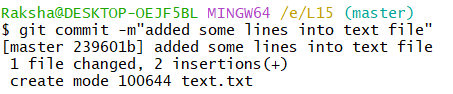 Raksha@DESKTOP-OEJF5BL MINGW64 /e/L15 (master)
$ git commit -m"added some lines into text file"
[master 239601b] added some lines into text file
 1 file changed, 2 insertions(+)
 create mode 100644 text.txt